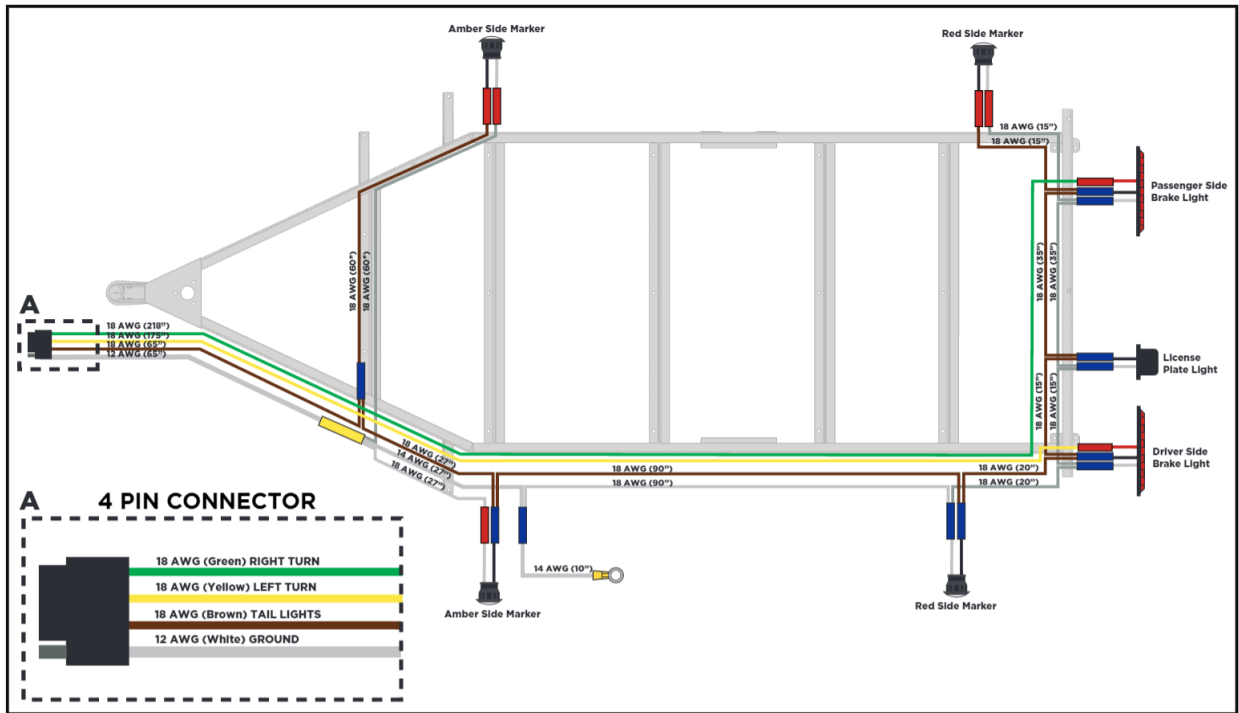 Amber Side Marker
Red Side Marker
18 AWG (15")
18 AWG (15")
Passenger Side
Brake Light
18 AWG (60")
18 AWG (60")
18 AWG (35")
18 AWG (35")
A
18 AWG (218")
18 AWG (175")
18 AWG (65")
12 AWG (65")
License
Plate Light
18 AWG (15")
18 AWG (15")
18 AWG (27")
14 AWG (27")
18 AWG (27")
18 AWG (90")
18 AWG (90")
18 AWG (20")
18 AWG (20")
Driver Side
Brake Light
A
4 PIN CONNECTOR
18 AWG (Green) RIGHT TURN
18 AWG (Yellow) LEFT TURN
18 AWG (Brown) TAIL LIGHTS
12 AWG (White) GROUND
14 AWG (10")
Amber Side Marker
Red Side Marker